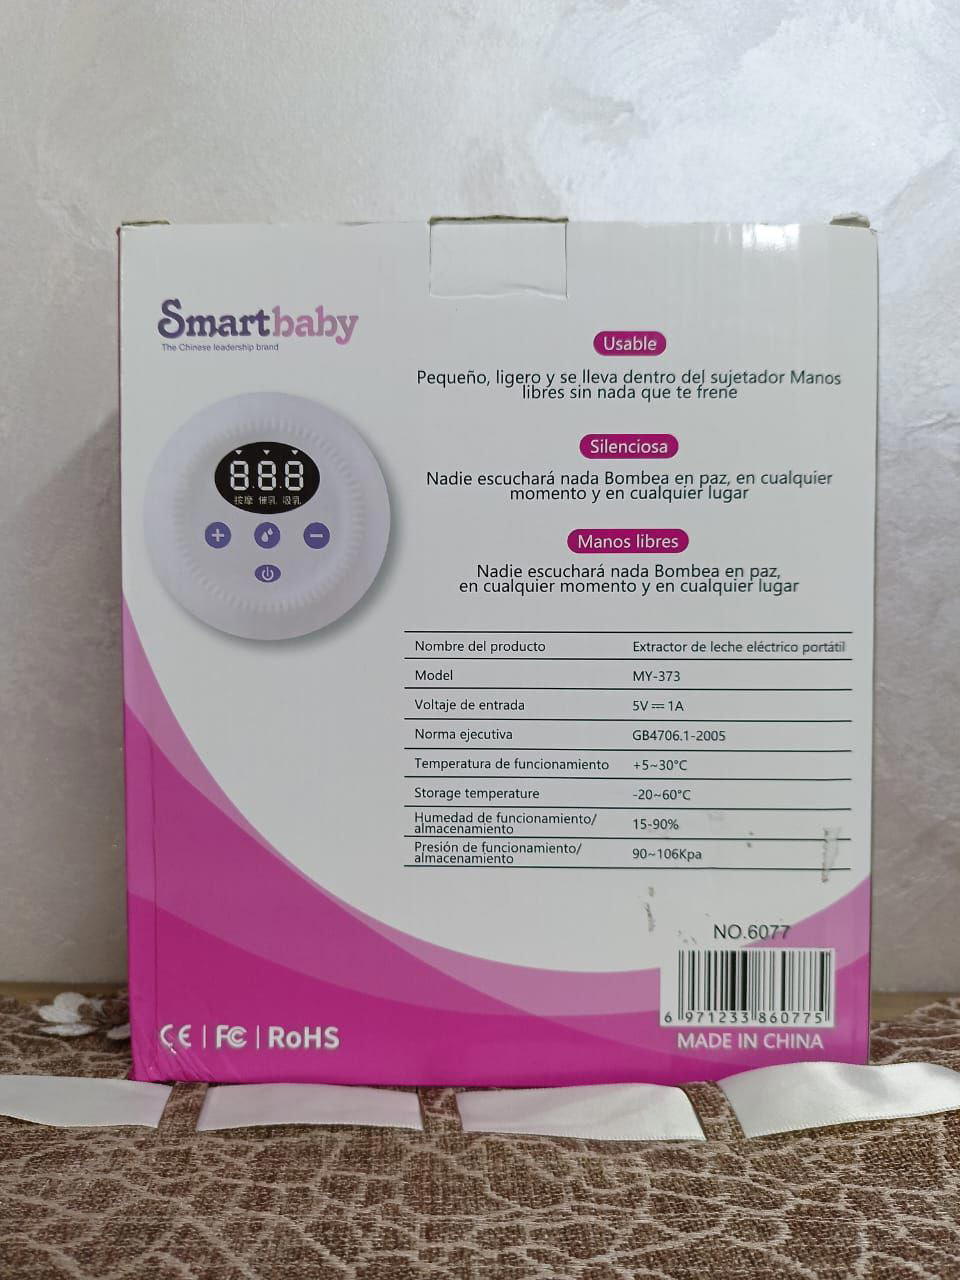 Smartbaby
The Chinese leadership brand
8.8.8
按摩 催乳 吸乳
Usable
Pequeño, ligero y se lleva dentro del sujetador Manos
libres sin nada que te frene
Silenciosa
Nadie escuchará nada Bombea en paz, en cualquier
momento y en cualquier lugar
Manos libres
Nadie escuchará nada Bombea en paz,
en cualquier momento y en cualquier lugar
Nombre del producto Extractor de leche eléctrico portátil
Model MY-373
Voltaje de entrada 5V⎓1A
Norma ejecutiva GB4706.1-2005
Temperatura de funcionamiento +5~30°C
Storage temperature -20~60°C
Humedad de funcionamiento/
almacenamiento 15-90%
Presión de funcionamiento/
almacenamiento 90~106Kpa
NO.6077
6 971233 860775
CE | FC | RoHS
MADE IN CHINA